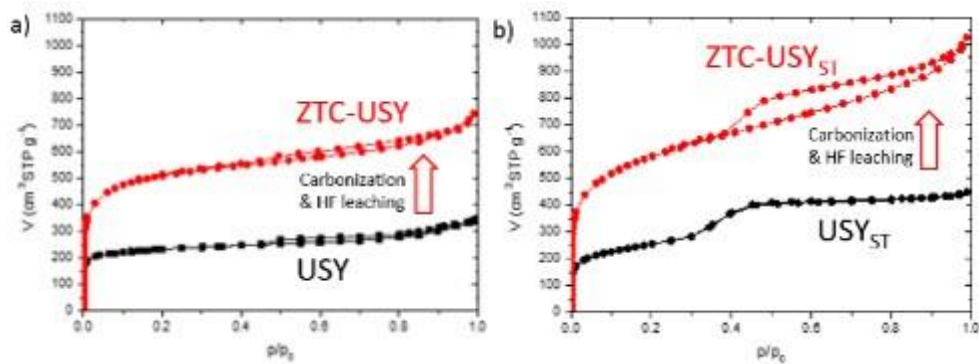 a)
1100
1000
900
800
700
600
500
400
300
200
100
0
V (cm³STP g⁻¹)
ZTC-USY
Carbonization
& HF leaching
USY
0.0 0.2 0.4 0.6 0.8 1.0
p/p₀
b)
1100
1000
900
800
700
600
500
400
300
200
100
0
V (cm³STP g⁻¹)
ZTC-USY_ST
Carbonization
& HF leaching
USY_ST
0.0 0.2 0.4 0.6 0.8 1.0
p/p₀